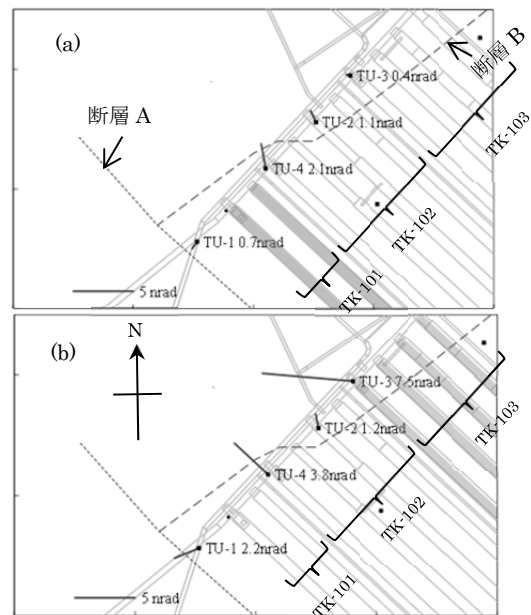 (a)
TU-3 0.4nrad
断層 B
断層 A
TU-2 1.1nrad
TK-103
TU-4 2.1nrad
TK-102
TU-1 0.7nrad
TK-101
5 nrad
(b)
N
TU-3 7.5nrad
TU-2 1.2nrad
TK-103
TU-4 3.8nrad
TK-102
TU-1 2.2nrad
TK-101
5 nrad